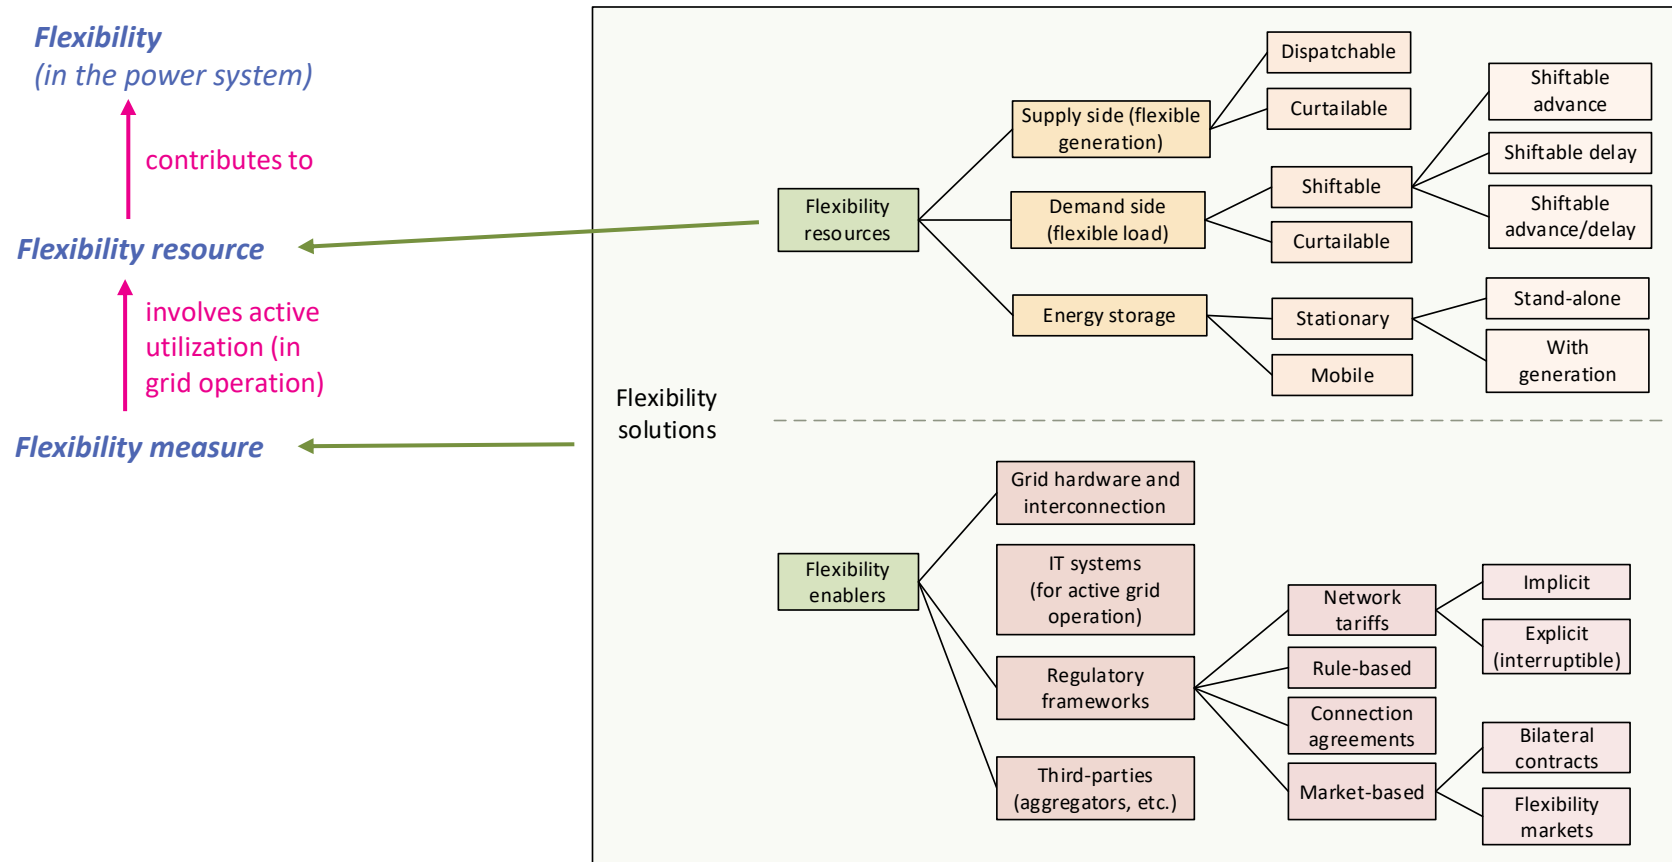 Flexibility
(in the power system)
contributes to
Flexibility resource
involves active
utilization (in
grid operation)
Flexibility measure
Flexibility
solutions
Flexibility
resources
Supply side (flexible
generation)
Dispatchable
Curtailable
Demand side
(flexible load)
Shiftable
Shiftable
advance
Shiftable delay
Shiftable
advance/delay
Curtailable
Energy storage
Stationary
Stand-alone
With
generation
Mobile
Flexibility
enablers
Grid hardware and
interconnection
IT systems
(for active grid
operation)
Regulatory
frameworks
Network
tariffs
Implicit
Explicit
(interruptible)
Rule-based
Connection
agreements
Market-based
Bilateral
contracts
Flexibility
markets
Third-parties
(aggregators, etc.)